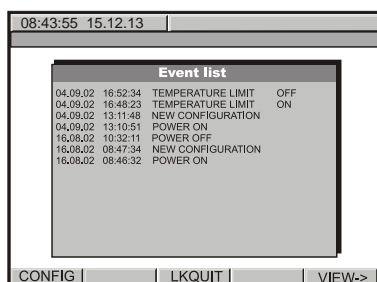 08:43:55 15.12.13
Event list
04.09.02 16:52:34 TEMPERATURE LIMIT OFF
04.09.02 16:48:23 TEMPERATURE LIMIT ON
04.09.02 13:11:48 NEW CONFIGURATION
04.09.02 13:10:51 POWER ON
16.08.02 10:32:11 POWER OFF
16.08.02 08:47:34 NEW CONFIGURATION
16.08.02 08:46:32 POWER ON
CONFIG LKQUIT VIEW->